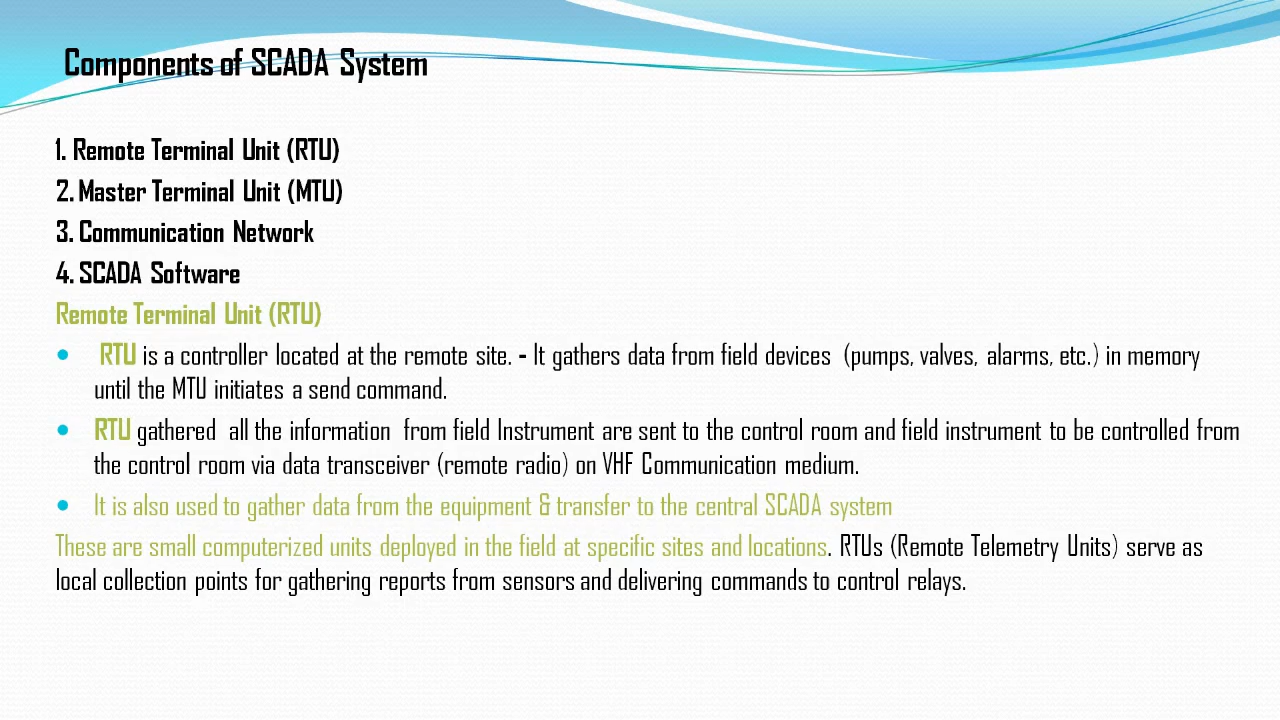 Components of SCADA System
1. Remote Terminal Unit (RTU)
2. Master Terminal Unit (MTU)
3. Communication Network
4. SCADA Software
Remote Terminal Unit (RTU)
• RTU is a controller located at the remote site. - It gathers data from field devices (pumps, valves, alarms, etc.) in memory
until the MTU initiates a send command.
• RTU gathered all the information from field Instrument are sent to the control room and field instrument to be controlled from
the control room via data transceiver (remote radio) on VHF Communication medium.
• It is also used to gather data from the equipment & transfer to the central SCADA system
These are small computerized units deployed in the field at specific sites and locations. RTUs (Remote Telemetry Units) serve as
local collection points for gathering reports from sensors and delivering commands to control relays.